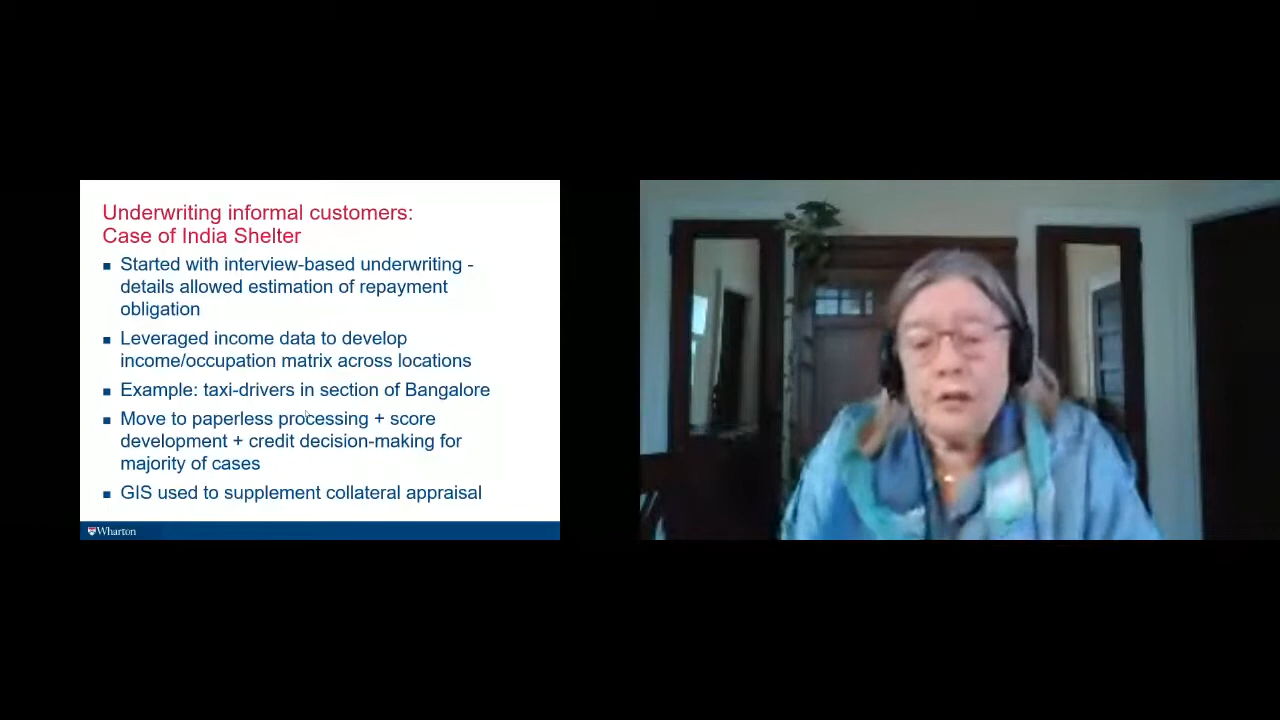 Underwriting informal customers:
Case of India Shelter
Started with interview-based underwriting -
details allowed estimation of repayment
obligation
Leveraged income data to develop
income/occupation matrix across locations
Example: taxi-drivers in section of Bangalore
Move to paperless processing + score
development + credit decision-making for
majority of cases
GIS used to supplement collateral appraisal
Wharton